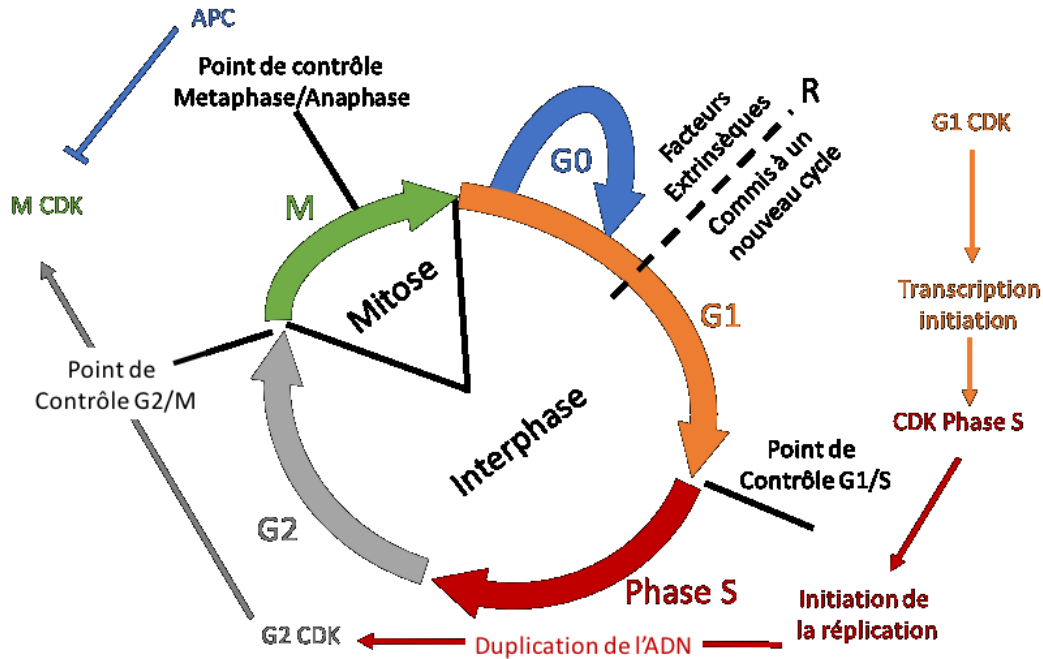 APC
Point de contrôle
Metaphase/Anaphase
M CDK
M
Mitose
G0
Facteurs
Extrinsèques
R
Commis à un
nouveau cycle
G1 CDK
Transcription
initiation
CDK Phase S
G1
Point de
Contrôle G2/M
Interphase
Point de
Contrôle G1/S
G2
Phase S
Initiation de
la réplication
G2 CDK
Duplication de l'ADN